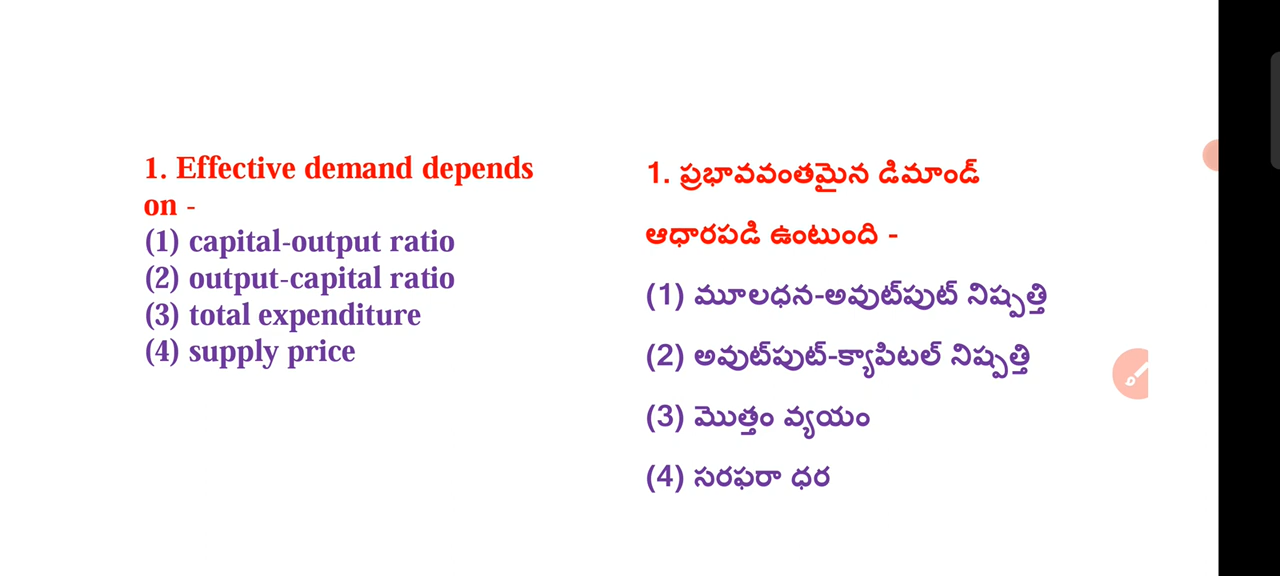 1. Effective demand depends
on -
(1) capital-output ratio
(2) output-capital ratio
(3) total expenditure
(4) supply price
1. ప్రభావవంతమైన డిమాండ్
ఆధారపడి ఉంటుంది -
(1) మూలధన-అవుట్‌పుట్ నిష్పత్తి
(2) అవుట్‌పుట్-క్యాపిటల్ నిష్పత్తి
(3) మొత్తం వ్యయం
(4) సరఫరా ధర